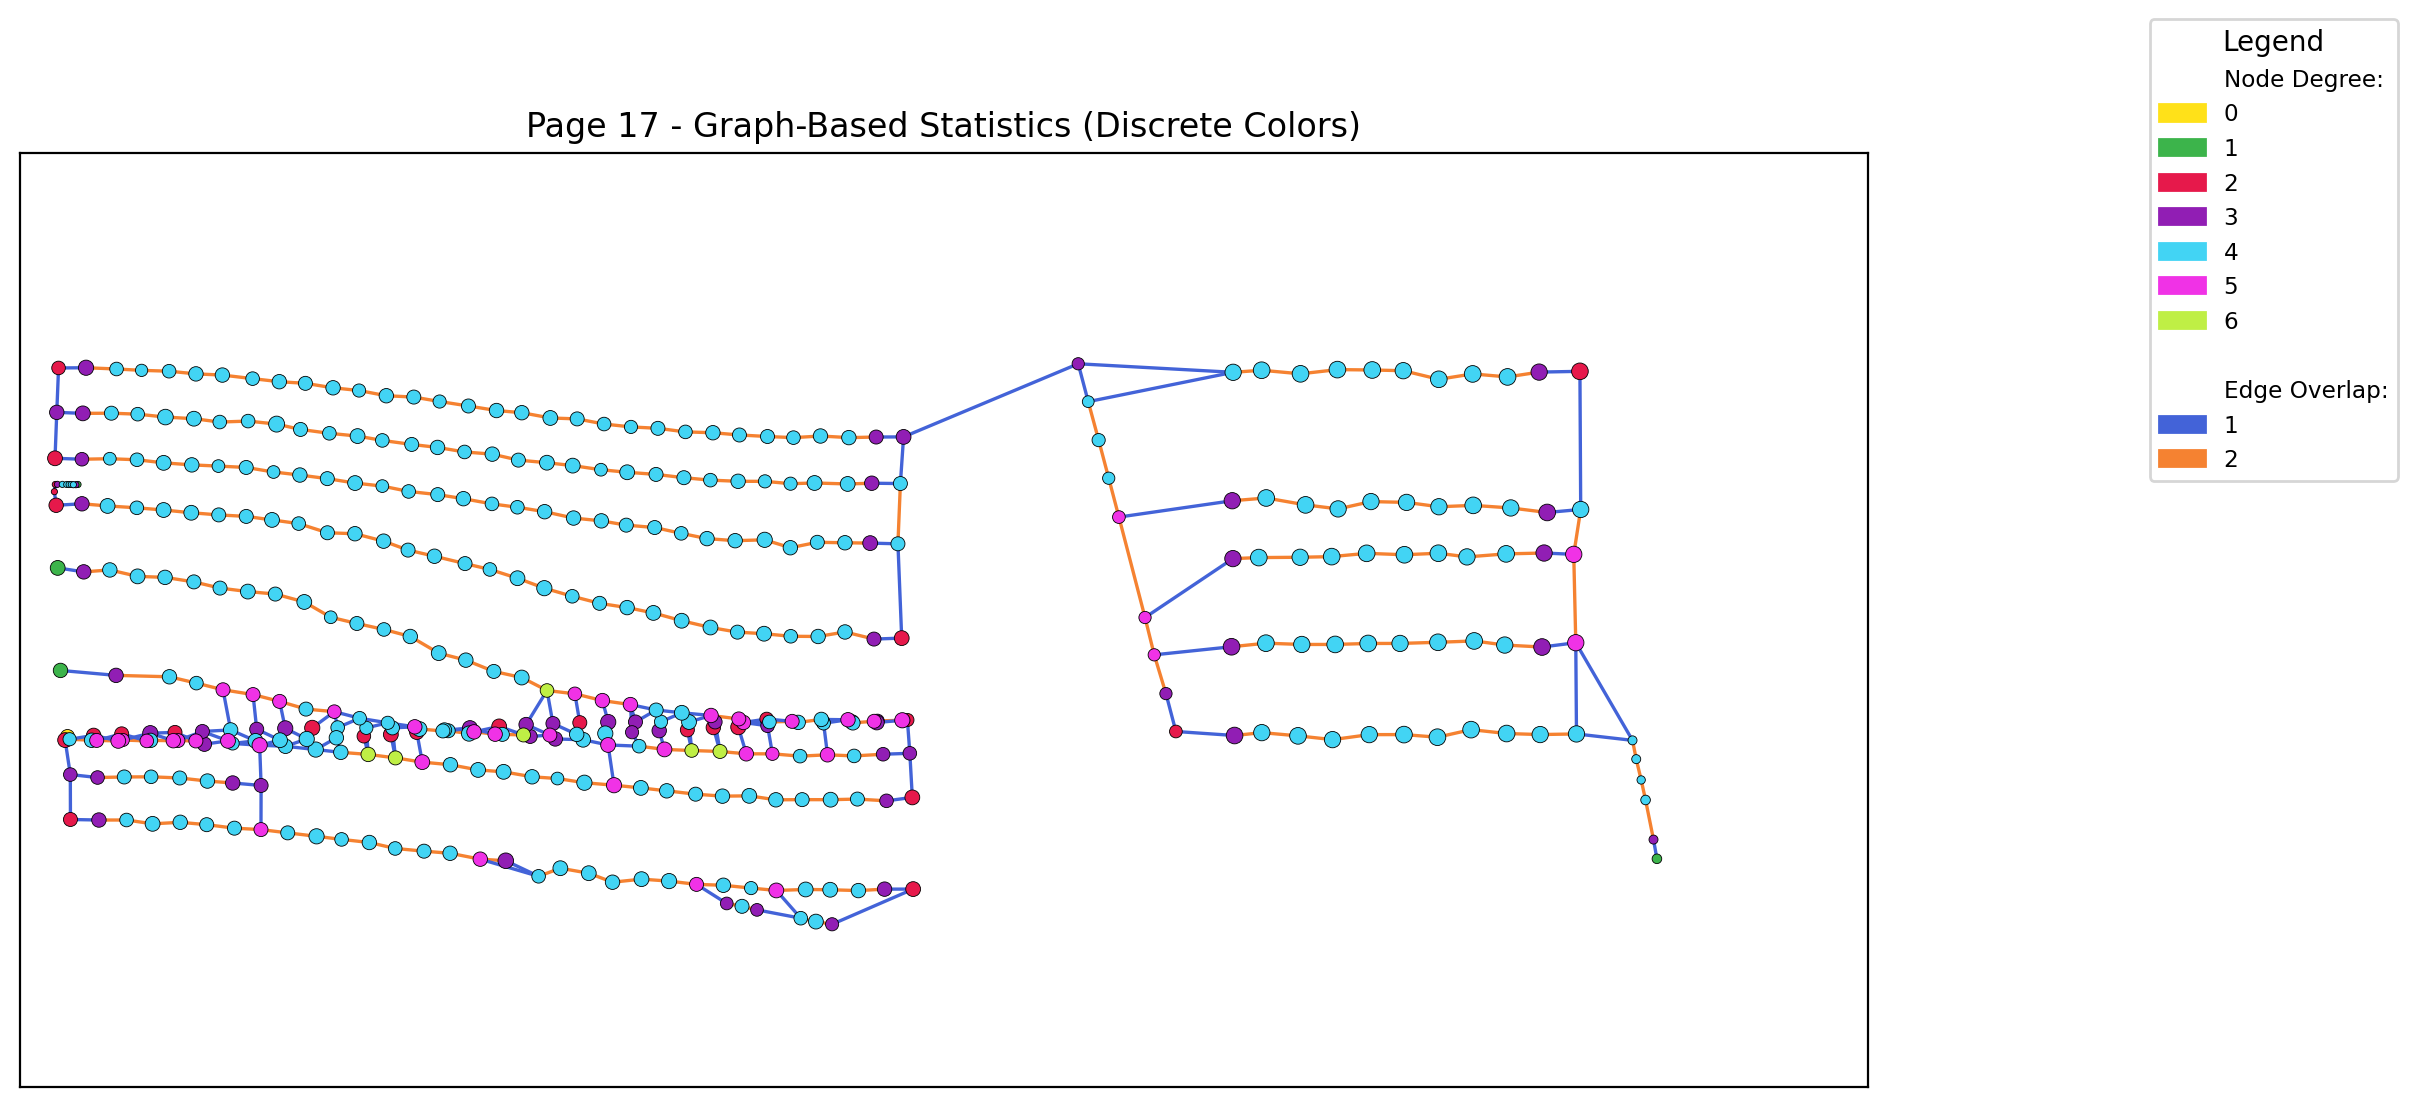 Page 17 - Graph-Based Statistics (Discrete Colors)
Legend
Node Degree:
0
1
2
3
4
5
6
Edge Overlap:
1
2